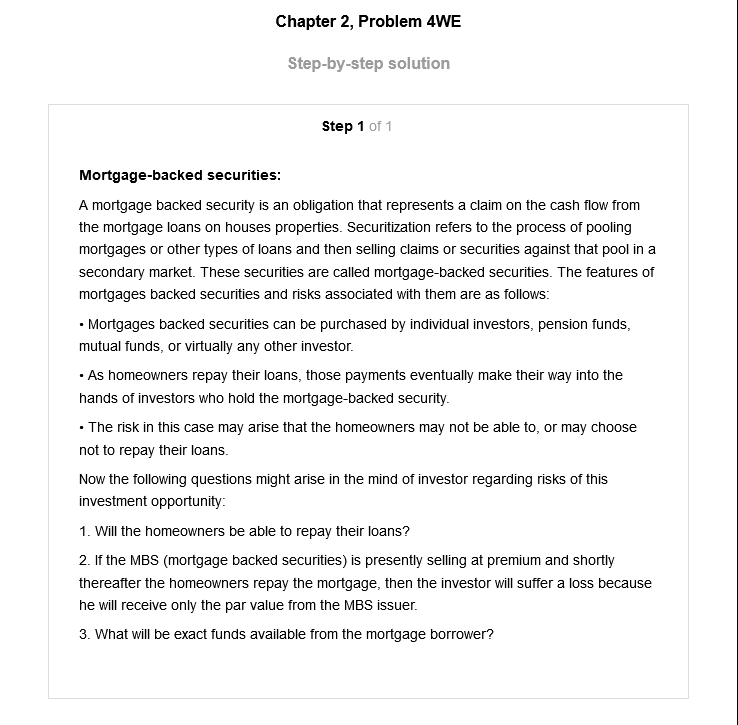 Chapter 2, Problem 4WE
Step-by-step solution
Step 1 of 1
Mortgage-backed securities:
A mortgage backed security is an obligation that represents a claim on the cash flow from
the mortgage loans on houses properties. Securitization refers to the process of pooling
mortgages or other types of loans and then selling claims or securities against that pool in a
secondary market. These securities are called mortgage-backed securities. The features of
mortgages backed securities and risks associated with them are as follows:
• Mortgages backed securities can be purchased by individual investors, pension funds,
mutual funds, or virtually any other investor.
• As homeowners repay their loans, those payments eventually make their way into the
hands of investors who hold the mortgage-backed security.
• The risk in this case may arise that the homeowners may not be able to, or may choose
not to repay their loans.
Now the following questions might arise in the mind of investor regarding risks of this
investment opportunity:
1. Will the homeowners be able to repay their loans?
2. If the MBS (mortgage backed securities) is presently selling at premium and shortly
thereafter the homeowners repay the mortgage, then the investor will suffer a loss because
he will receive only the par value from the MBS issuer.
3. What will be exact funds available from the mortgage borrower?